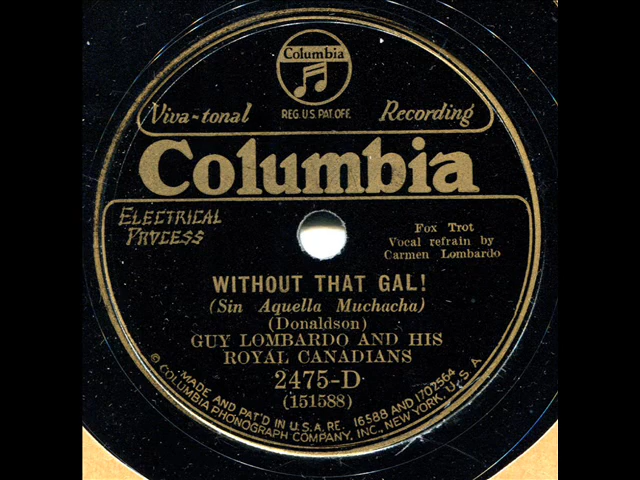 Columbia
Viva-tonal
REG. U.S. PAT. OFF.
Recording
Columbia
ELECTRICAL
PROCESS
Fox Trot
Vocal refrain by
Carmen Lombardo
WITHOUT THAT GAL!
(Sin Aquella Muchacha)
(Donaldson)
GUY LOMBARDO AND HIS
ROYAL CANADIANS
2475-D
(151588)
MADE AND PAT'D IN U.S.A. RE. 16588 AND 1702564
© COLUMBIA PHONOGRAPH COMPANY, INC., NEW YORK, U.S.A